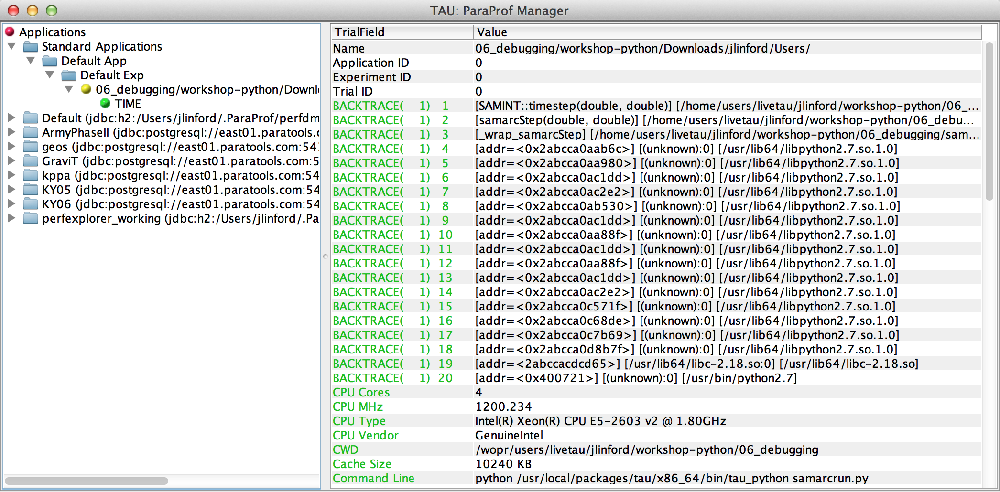 TAU: ParaProf Manager
Applications
Standard Applications
Default App
Default Exp
06_debugging/workshop-python/Downl
TIME
Default (jdbc:h2:/Users/jlinford/.ParaProf/perfdm
ArmyPhaseII (jdbc:postgresql://east01.paratools.c
geos (jdbc:postgresql://east01.paratools.com:54
GraviT (jdbc:postgresql://east01.paratools.com:5
kppa (jdbc:postgresql://east01.paratools.com:54
KY05 (jdbc:postgresql://east01.paratools.com:54
KY06 (jdbc:postgresql://east01.paratools.com:54
perfexplorer_working (jdbc:h2:/Users/jlinford/.Pa
TrialField Value
Name 06_debugging/workshop-python/Downloads/jlinford/Users/
Application ID 0
Experiment ID 0
Trial ID 0
BACKTRACE( 1) 1 [SAMINT::timestep(double, double)] [/home/users/livetau/jlinford/workshop-python/06_...
BACKTRACE( 1) 2 [samarcStep(double, double)] [/home/users/livetau/jlinford/workshop-python/06_debu...
BACKTRACE( 1) 3 [_wrap_samarcStep] [/home/users/livetau/jlinford/workshop-python/06_debugging/sam...
BACKTRACE( 1) 4 [addr=<0x2abcca0aab6c>] [(unknown):0] [/usr/lib64/libpython2.7.so.1.0]
BACKTRACE( 1) 5 [addr=<0x2abcca0aa980>] [(unknown):0] [/usr/lib64/libpython2.7.so.1.0]
BACKTRACE( 1) 6 [addr=<0x2abcca0ac1dd>] [(unknown):0] [/usr/lib64/libpython2.7.so.1.0]
BACKTRACE( 1) 7 [addr=<0x2abcca0ac2e2>] [(unknown):0] [/usr/lib64/libpython2.7.so.1.0]
BACKTRACE( 1) 8 [addr=<0x2abcca0ab530>] [(unknown):0] [/usr/lib64/libpython2.7.so.1.0]
BACKTRACE( 1) 9 [addr=<0x2abcca0ac1dd>] [(unknown):0] [/usr/lib64/libpython2.7.so.1.0]
BACKTRACE( 1) 10 [addr=<0x2abcca0aa88f>] [(unknown):0] [/usr/lib64/libpython2.7.so.1.0]
BACKTRACE( 1) 11 [addr=<0x2abcca0ac1dd>] [(unknown):0] [/usr/lib64/libpython2.7.so.1.0]
BACKTRACE( 1) 12 [addr=<0x2abcca0aa88f>] [(unknown):0] [/usr/lib64/libpython2.7.so.1.0]
BACKTRACE( 1) 13 [addr=<0x2abcca0ac1dd>] [(unknown):0] [/usr/lib64/libpython2.7.so.1.0]
BACKTRACE( 1) 14 [addr=<0x2abcca0ac2e2>] [(unknown):0] [/usr/lib64/libpython2.7.so.1.0]
BACKTRACE( 1) 15 [addr=<0x2abcca0c571f>] [(unknown):0] [/usr/lib64/libpython2.7.so.1.0]
BACKTRACE( 1) 16 [addr=<0x2abcca0c68de>] [(unknown):0] [/usr/lib64/libpython2.7.so.1.0]
BACKTRACE( 1) 17 [addr=<0x2abcca0c7b69>] [(unknown):0] [/usr/lib64/libpython2.7.so.1.0]
BACKTRACE( 1) 18 [addr=<0x2abcca0d8b7f>] [(unknown):0] [/usr/lib64/libpython2.7.so.1.0]
BACKTRACE( 1) 19 [addr=<2abccacdcd65>] [/usr/lib64/libc-2.18.so:0] [/usr/lib64/libc-2.18.so]
BACKTRACE( 1) 20 [addr=<0x400721>] [(unknown):0] [/usr/bin/python2.7]
CPU Cores 4
CPU MHz 1200.234
CPU Type Intel(R) Xeon(R) CPU E5-2603 v2 @ 1.80GHz
CPU Vendor GenuineIntel
CWD /wopr/users/livetau/jlinford/workshop-python/06_debugging
Cache Size 10240 KB
Command Line python /usr/local/packages/tau/x86_64/bin/tau_python samarcrun.py